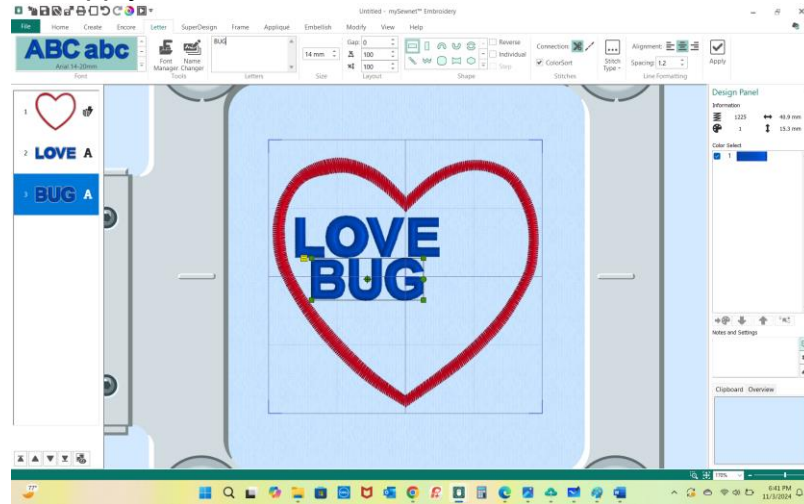 Untitled - mySewnet™ Embroidery
File Home Create Encore Letter SuperDesign Frame Appliqué Embellish Modify View Help
ABC abc
Arial 14-20mm
Font
Font Manager
Name Changer
Tools
BUG
Letters
14 mm
Size
Gap: 0
100
100
Layout
Reverse
Individual
Step
Shape
Connection:
ColorSort
Stitches
Stitch Type
Alignment:
Spacing: 1.2
Line Formatting
Apply
1
2 LOVE A
3 BUG A
LOVE
BUG
Design Panel
Information
1225 40.9 mm
1 15.3 mm
Color Select
1
Notes and Settings
Clipboard Overview
170%
77°
6:41 PM
11/3/2024